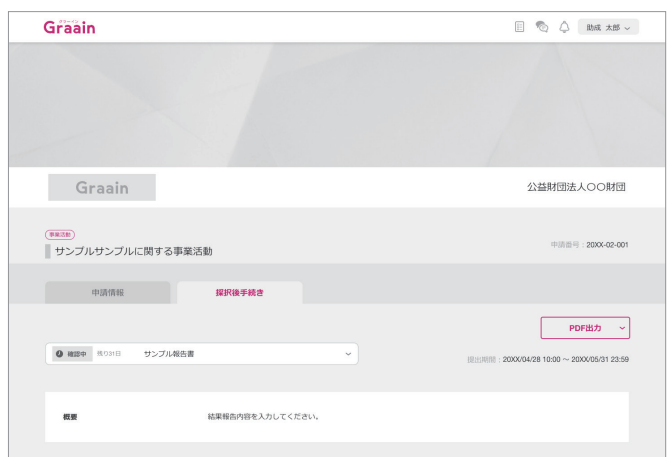 グラーイン
Graain
助成 太郎
Graain
公益財団法人〇〇財団
事業活動
サンプルサンプルに関する事業活動
申請番号：20XX-02-001
申請情報
採択後手続き
PDF出力
確認中 残り31日 サンプル報告書
提出期間：20XX/04/28 10:00 ～ 20XX/05/31 23:59
概要
結果報告内容を入力してください。